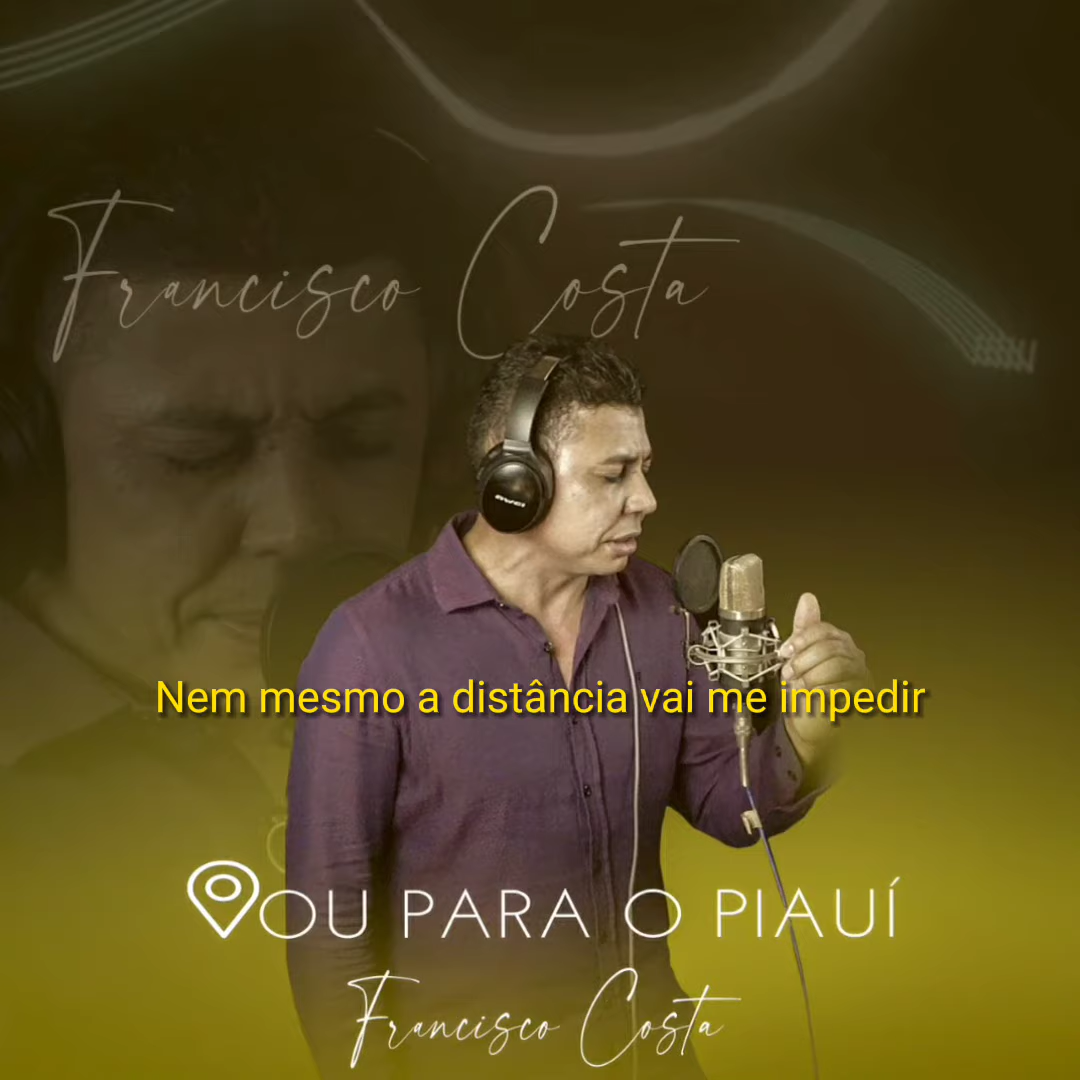 Francisco Costa
Nem mesmo a distância vai me impedir
VOU PARA O PIAUÍ
Francisco Costa